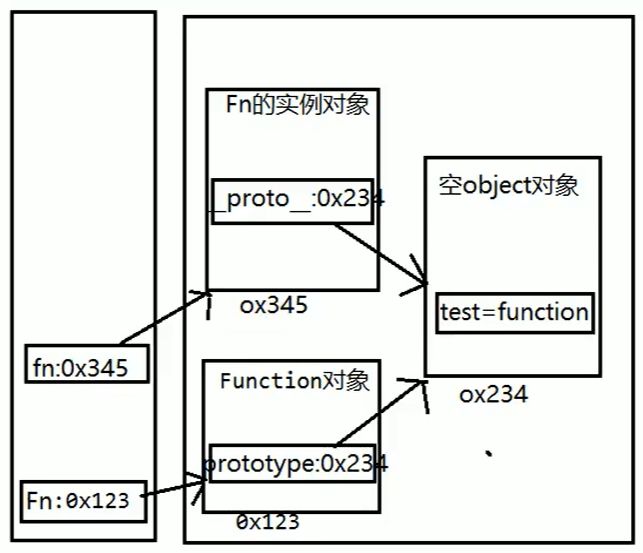 Fn的实例对象
__proto__:0x234
空object对象
ox345
test=function
fn:0x345
Function对象
ox234
prototype:0x234
Fn:0x123
0x123